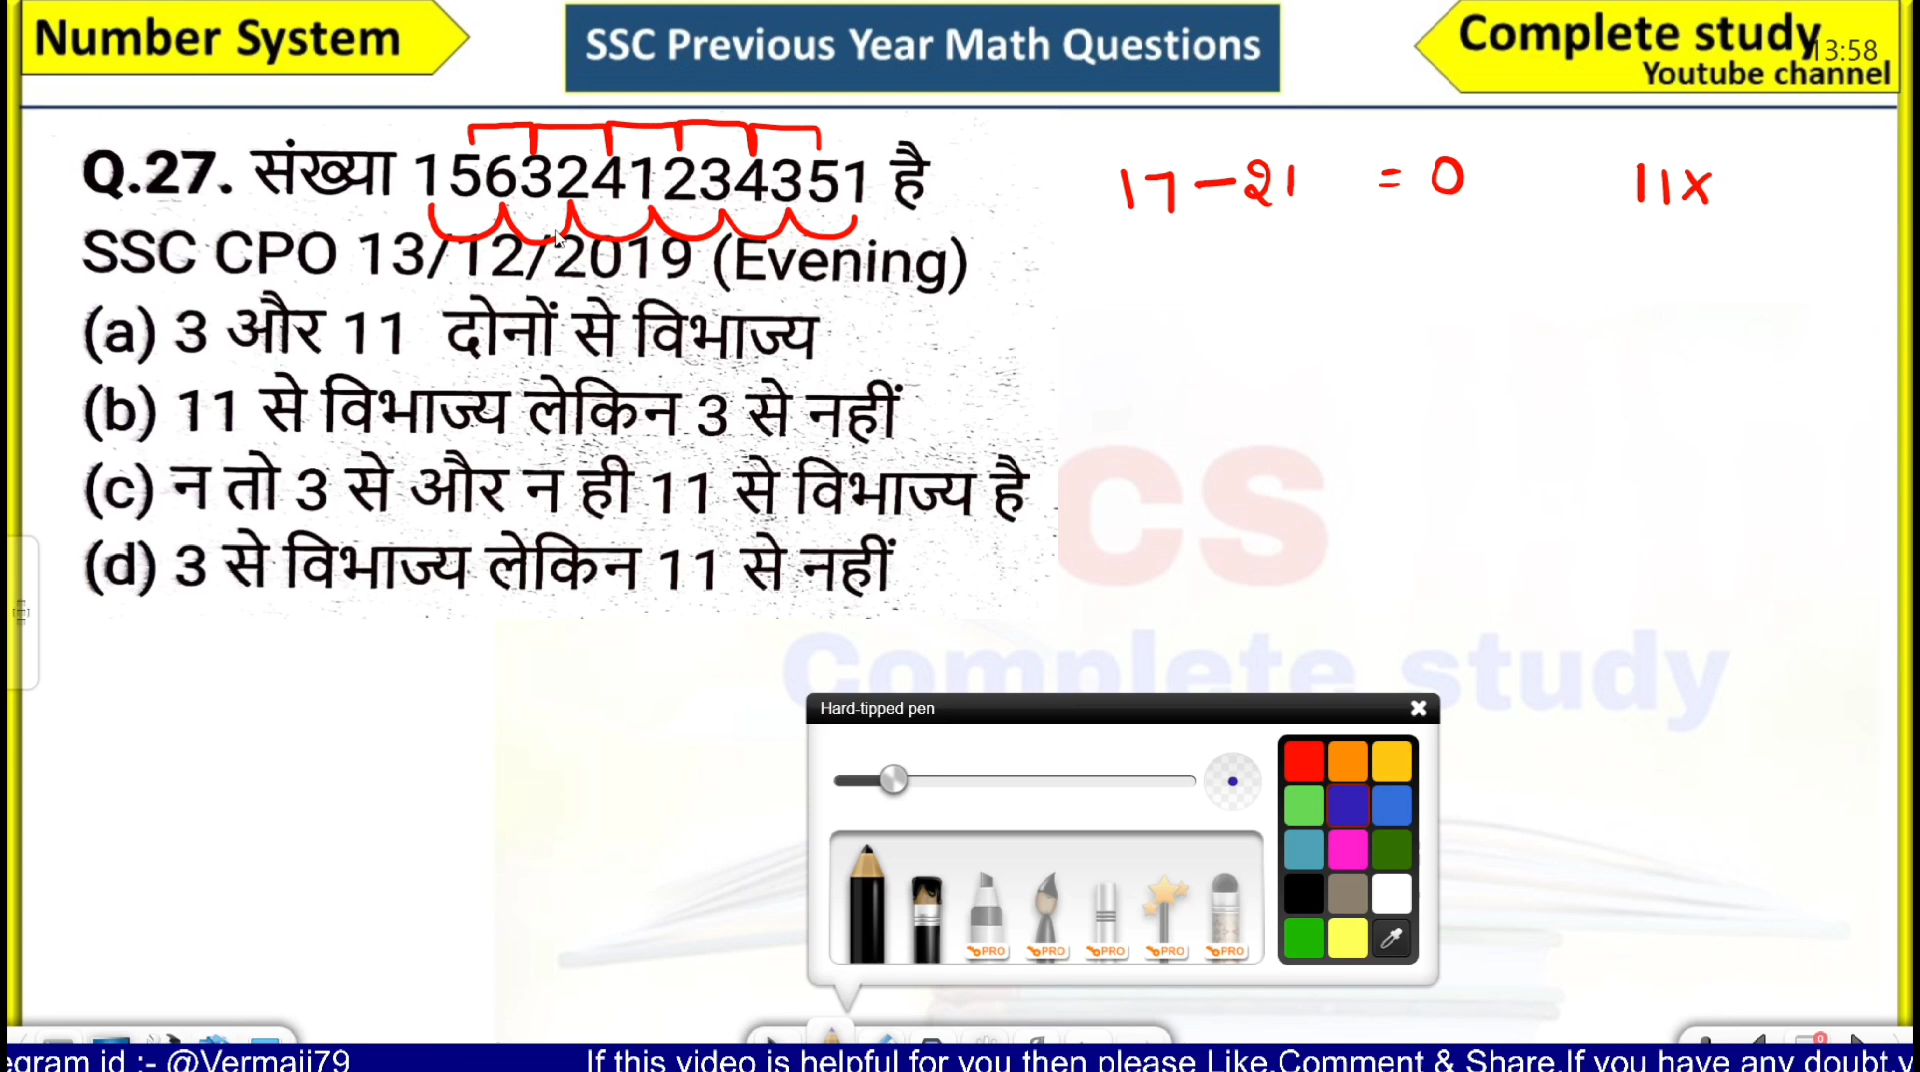 Number System
SSC Previous Year Math Questions
Complete study
13:58
Youtube channel
Q.27. संख्या 1563241234351 है
17-21 = 0 11x
SSC CPO 13/12/2019 (Evening)
(a) 3 और 11 दोनों से विभाज्य
(b) 11 से विभाज्य लेकिन 3 से नहीं
(c) न तो 3 से और न ही 11 से विभाज्य है
(d) 3 से विभाज्य लेकिन 11 से नहीं
CS
Complete study
Hard-tipped pen
PRO PRO PRO PRO PRO
egram id :- @Vermaji79
If this video is helpful for you then please Like,Comment & Share.If you have any doubt,y